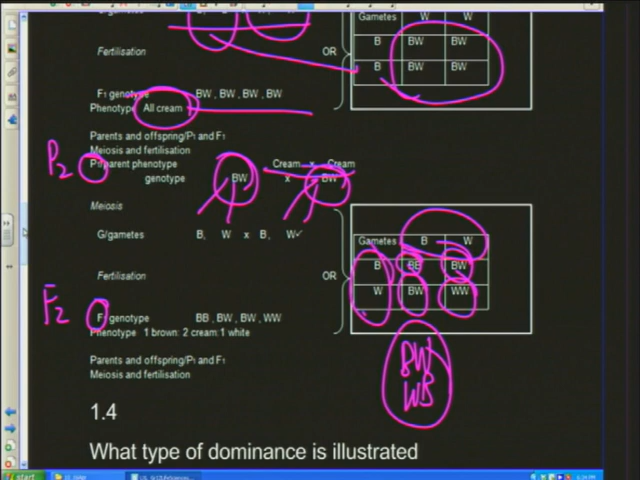 Gametes W W
B BW BW
B BW BW
Fertilisation OR
F1 genotype BW , BW , BW , BW
Phenotype All cream
Parents and offspring/P1 and F1
Meiosis and fertilisation
P2
P1/parent phenotype Cream x Cream
genotype BW x BW
Meiosis
G/gametes B, W x B, W✓
Gametes B W
B BB BW
W BW WW
Fertilisation OR
F2
F1 genotype BB , BW , BW , WW
Phenotype 1 brown: 2 cream:1 white
BW
WB
Parents and offspring/P1 and F1
Meiosis and fertilisation
1.4
What type of dominance is illustrated
start